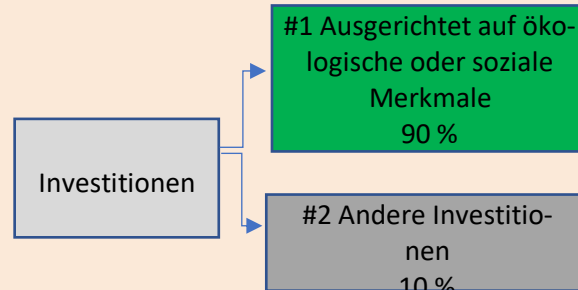 #1 Ausgerichtet auf öko-
logische oder soziale
Merkmale
90 %
Investitionen
#2 Andere Investitio-
nen
10 %